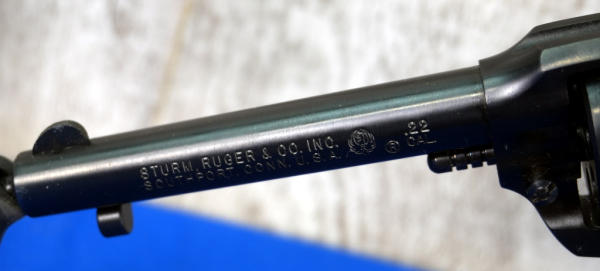 STURM RUGER & CO. INC.
SOUTHPORT, CONN. U.S.A.
® .22
CAL.